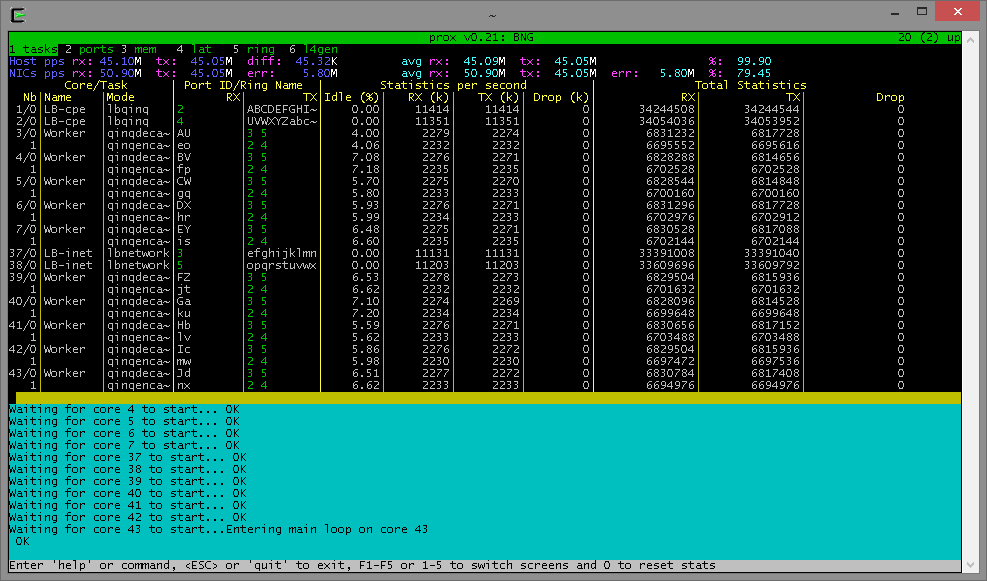 ~
prox v0.21: BNG 20 (2) up
1 tasks 2 ports 3 mem 4 lat 5 ring 6 l4gen
Host pps rx: 45.10M tx: 45.05M diff: 45.32K avg rx: 45.09M tx: 45.05M %: 99.90
NICs pps rx: 50.90M tx: 45.05M err: 5.80M avg rx: 50.90M tx: 45.05M err: 5.80M %: 79.45
Core/Task Port ID/Ring Name Statistics per second Total Statistics
Nb Name Mode RX TX Idle (%) RX (k) TX (k) Drop (k) RX TX Drop
1/0 LB-cpe lbqinq 2 ABCDEFGHI~ 0.00 11414 11414 0 34244508 34244544 0
2/0 LB-cpe lbqinq 4 UVWXYZabc~ 0.00 11351 11351 0 34054036 34053952 0
3/0 Worker qinqdeca~ AU 3 5 4.00 2279 2274 0 6831232 6817728 0
1 qinqenca~ eo 2 4 4.06 2232 2232 0 6695552 6695616 0
4/0 Worker qinqdeca~ BV 3 5 7.08 2276 2271 0 6828288 6814656 0
1 qinqenca~ fp 2 4 7.18 2235 2235 0 6702528 6702528 0
5/0 Worker qinqdeca~ CW 3 5 5.70 2275 2270 0 6828544 6814848 0
1 qinqenca~ gq 2 4 5.80 2233 2233 0 6700160 6700160 0
6/0 Worker qinqdeca~ DX 3 5 5.93 2276 2271 0 6831296 6817728 0
1 qinqenca~ hr 2 4 5.99 2234 2233 0 6702976 6702912 0
7/0 Worker qinqdeca~ EY 3 5 6.48 2275 2271 0 6830528 6817088 0
1 qinqenca~ is 2 4 6.60 2235 2235 0 6702144 6702144 0
37/0 LB-inet lbnetwork 3 efghijklmn 0.00 11131 11131 0 33391008 33391040 0
38/0 LB-inet lbnetwork 5 opqrstuvwx 0.00 11203 11203 0 33609696 33609792 0
39/0 Worker qinqdeca~ FZ 3 5 6.53 2278 2273 0 6829504 6815936 0
1 qinqenca~ jt 2 4 6.62 2232 2232 0 6701632 6701632 0
40/0 Worker qinqdeca~ Ga 3 5 7.10 2274 2269 0 6828096 6814528 0
1 qinqenca~ ku 2 4 7.20 2234 2234 0 6699648 6699648 0
41/0 Worker qinqdeca~ Hb 3 5 5.59 2276 2271 0 6830656 6817152 0
1 qinqenca~ lv 2 4 5.62 2233 2233 0 6703488 6703488 0
42/0 Worker qinqdeca~ Ic 3 5 5.86 2276 2272 0 6829504 6815936 0
1 qinqenca~ mw 2 4 5.98 2230 2230 0 6697472 6697536 0
43/0 Worker qinqdeca~ Jd 3 5 6.51 2277 2272 0 6830784 6817408 0
1 qinqenca~ nx 2 4 6.62 2233 2233 0 6694976 6694976 0
Waiting for core 4 to start... OK
Waiting for core 5 to start... OK
Waiting for core 6 to start... OK
Waiting for core 7 to start... OK
Waiting for core 37 to start... OK
Waiting for core 38 to start... OK
Waiting for core 39 to start... OK
Waiting for core 40 to start... OK
Waiting for core 41 to start... OK
Waiting for core 42 to start... OK
Waiting for core 43 to start...Entering main loop on core 43
OK
Enter 'help' or command, <ESC> or 'quit' to exit, F1-F5 or 1-5 to switch screens and 0 to reset stats